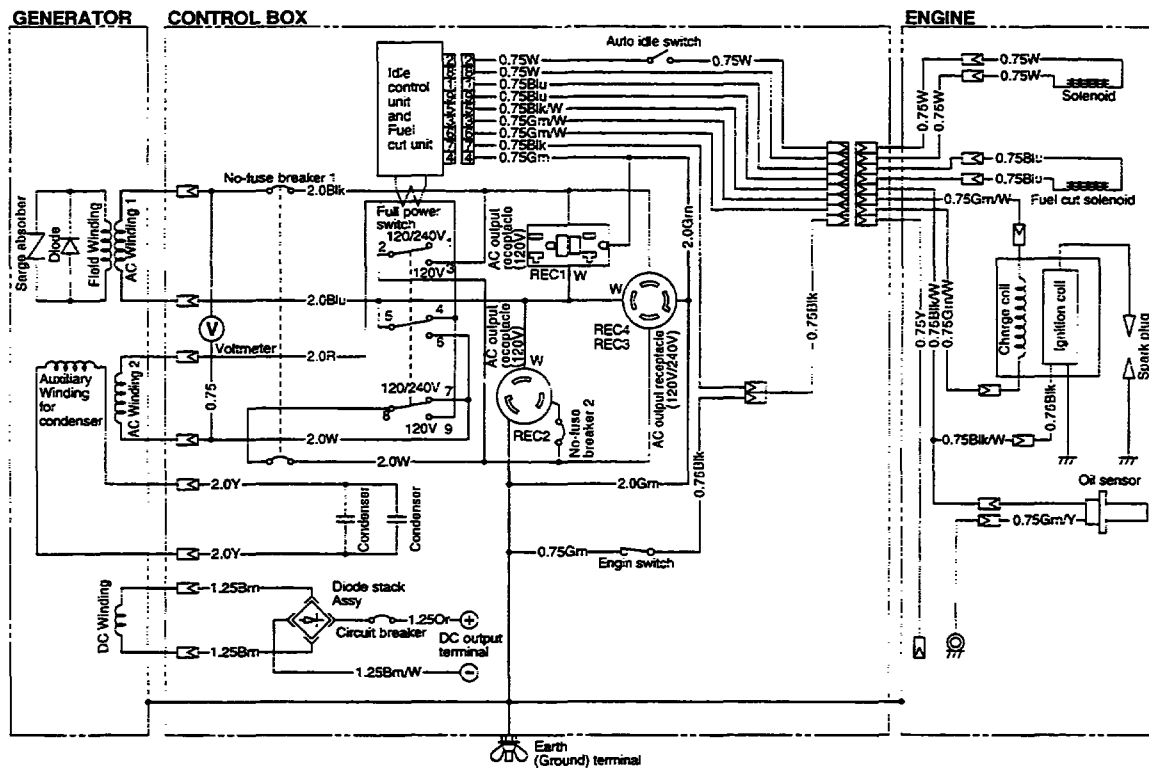 GENERATOR
CONTROL BOX
ENGINE
Idle
control
unit
and
Fuel
cut unit
0.75W
0.75W
0.75Blu
0.75Blu
0.75Blk/W
0.75Grn/W
0.75Blk
0.75Grn
Auto idle switch
0.75W
0.75W
0.75W
Solenoid
0.75W
0.75W
0.75Blu
0.75Blu
Fuel cut solenoid
0.75Grn/W
No-fuse breaker 1
2.0Blk
Full power
switch
120/240V
2
1
120V
3
AC output
receptacle
(120V)
REC1
W
2.0Grn
Surge absorber
Diode
Field Winding
AC Winding 1
2.0Blu
5
4
6
AC output
receptacle
(120V)
W
W
REC4
REC3
AC output receptacle
(120V/240V)
V
Voltmeter
2.0R
Auxiliary
Winding
for
condenser
AC Winding 2
0.75
120/240V
7
8
120V
9
REC2
No-fuse
breaker 2
2.0W
2.0W
0.75Blk
0.75Blk
0.75Y
0.75Blk/W
0.75Grn/W
Charge coil
Ignition coil
Spark plug
0.75Blk
0.75Blk/W
Oil sensor
0.75Grn/Y
2.0Y
2.0Y
Condenser
Condenser
2.0Grn
0.75Grn
Engin switch
DC Winding
1.25Brn
1.25Brn
Diode stack
Assy
Circuit breaker
1.25Or
+
DC output
terminal
1.25Brn/W
−
Earth
(Ground) terminal